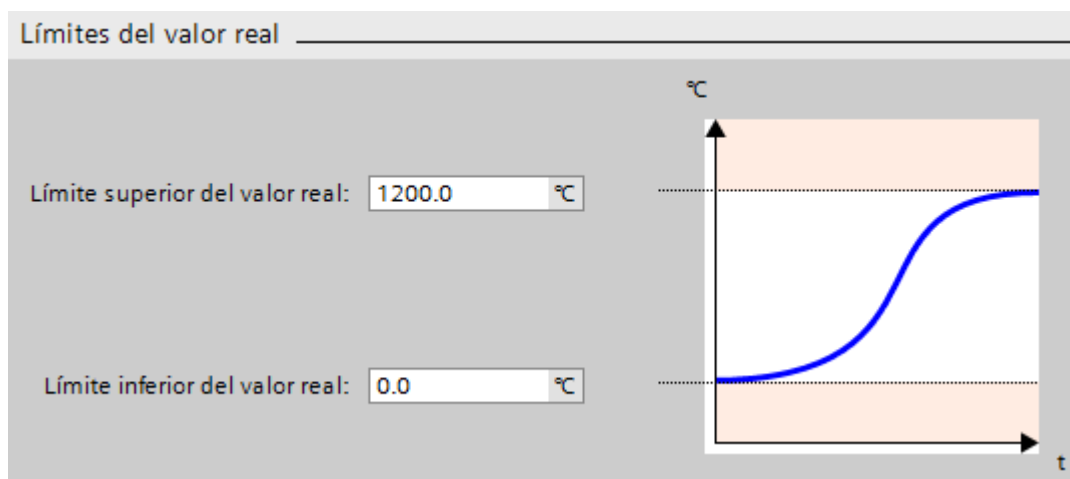 Límites del valor real
℃
Límite superior del valor real: 1200.0 ℃
Límite inferior del valor real: 0.0 ℃
t